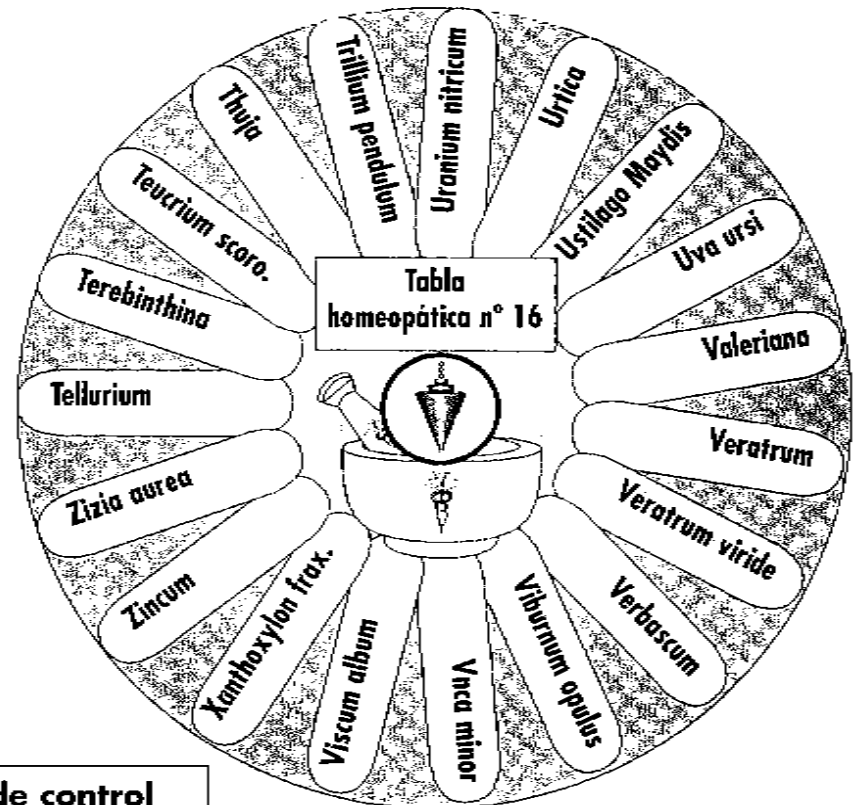 Tabla
homeopática nº 16
Tellurium
Terebinthina
Teucrium scoro.
Thuja
Trillium pendulum
Uranium nitricum
Urtica
Ustilago Maydis
Uva ursi
Valeriana
Veratrum
Veratrum viride
Verbascum
Viburnum opulus
Vnca minor
Viscum album
Xanthoxylon frax.
Zincum
Zizia aurea
de control